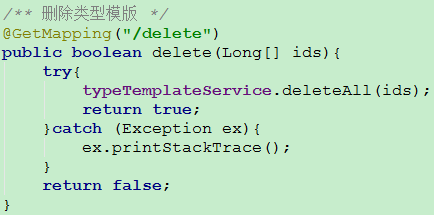 /** 删除类型模版 */
@GetMapping("/delete")
public boolean delete(Long[] ids){
    try{
        typeTemplateService.deleteAll(ids);
        return true;
    }catch (Exception ex){
        ex.printStackTrace();
    }
    return false;
}